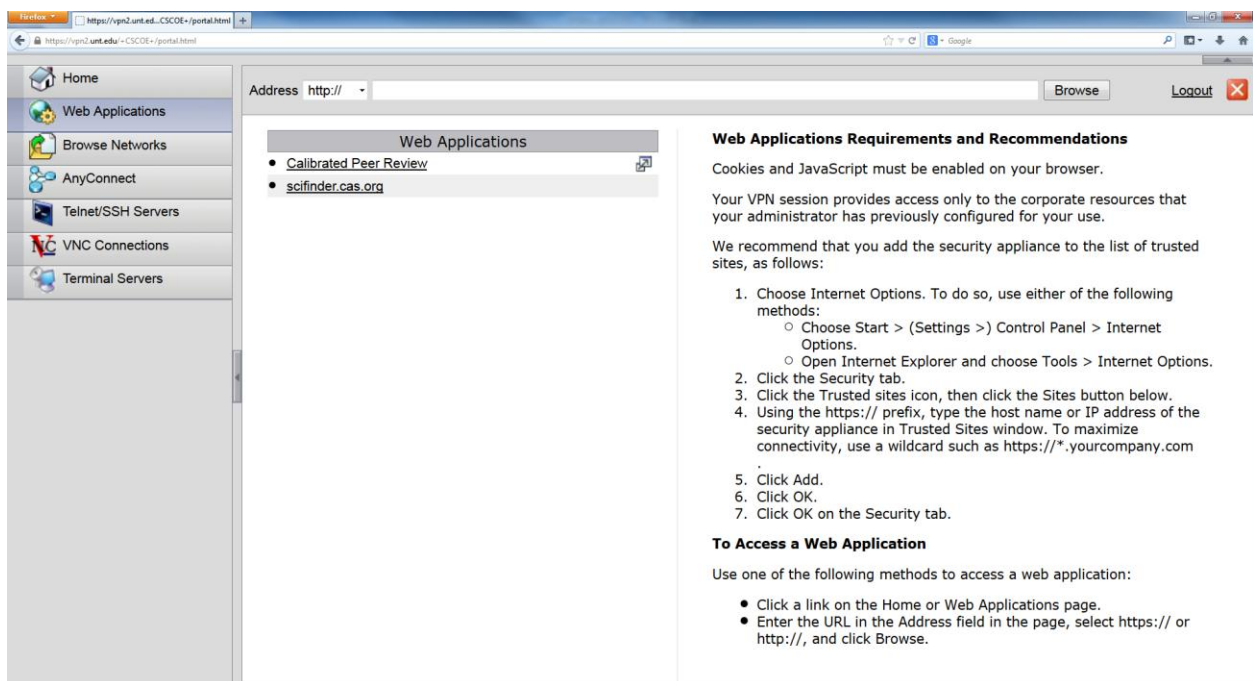 Firefox
https://vpn2.unt.ed...CSCOE+/portal.html
https://vpn2.unt.edu/+CSCOE+/portal.html
Google
Home
Web Applications
Browse Networks
AnyConnect
Telnet/SSH Servers
VNC Connections
Terminal Servers
Address http://
Browse
Logout
Web Applications
• Calibrated Peer Review
• scifinder.cas.org
Web Applications Requirements and Recommendations
Cookies and JavaScript must be enabled on your browser.
Your VPN session provides access only to the corporate resources that
your administrator has previously configured for your use.
We recommend that you add the security appliance to the list of trusted
sites, as follows:
1. Choose Internet Options. To do so, use either of the following
methods:
○ Choose Start > (Settings >) Control Panel > Internet
Options.
○ Open Internet Explorer and choose Tools > Internet Options.
2. Click the Security tab.
3. Click the Trusted sites icon, then click the Sites button below.
4. Using the https:// prefix, type the host name or IP address of the
security appliance in Trusted Sites window. To maximize
connectivity, use a wildcard such as https://*.yourcompany.com
.
5. Click Add.
6. Click OK.
7. Click OK on the Security tab.
To Access a Web Application
Use one of the following methods to access a web application:
• Click a link on the Home or Web Applications page.
• Enter the URL in the Address field in the page, select https:// or
http://, and click Browse.